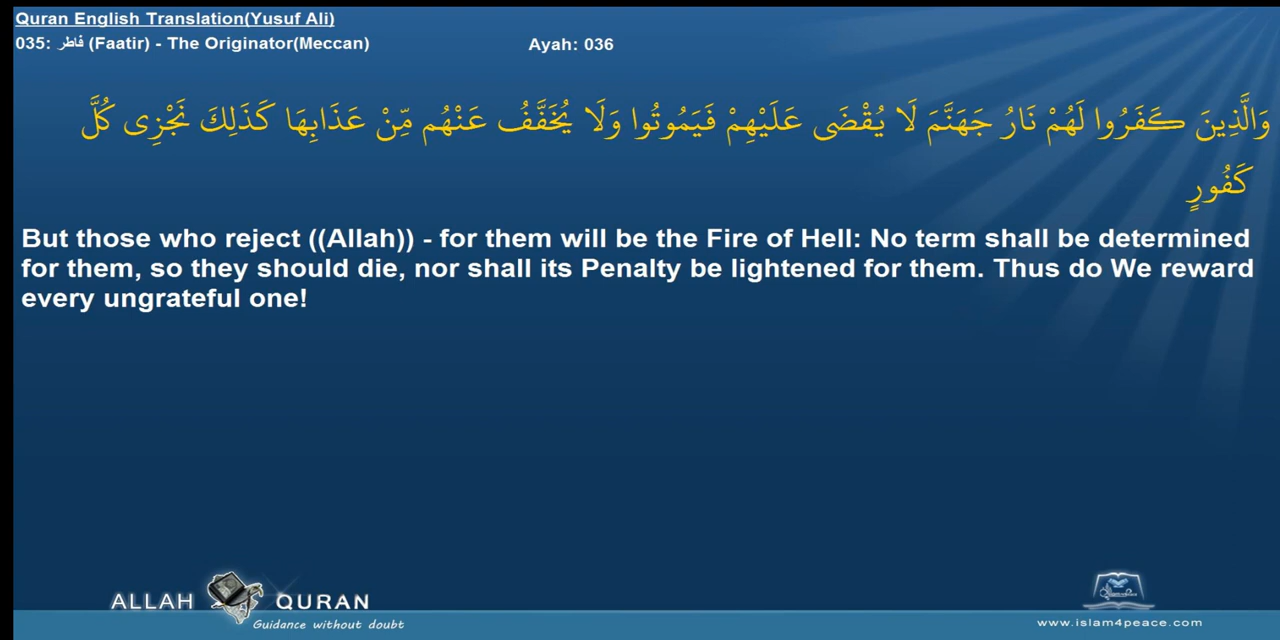 Quran English Translation(Yusuf Ali)
035: فاطر (Faatir) - The Originator(Meccan)
Ayah: 036
وَالَّذِينَ كَفَرُوا لَهُمْ نَارُ جَهَنَّمَ لَا يُقْضَى عَلَيْهِمْ فَيَمُوتُوا وَلَا يُخَفَّفُ عَنْهُم مِّنْ عَذَابِهَا كَذَلِكَ نَجْزِى كُلَّ
كَفُورٍ
But those who reject ((Allah)) - for them will be the Fire of Hell: No term shall be determined
for them, so they should die, nor shall its Penalty be lightened for them. Thus do We reward
every ungrateful one!
ALLAH QURAN
Guidance without doubt
www.islam4peace.com